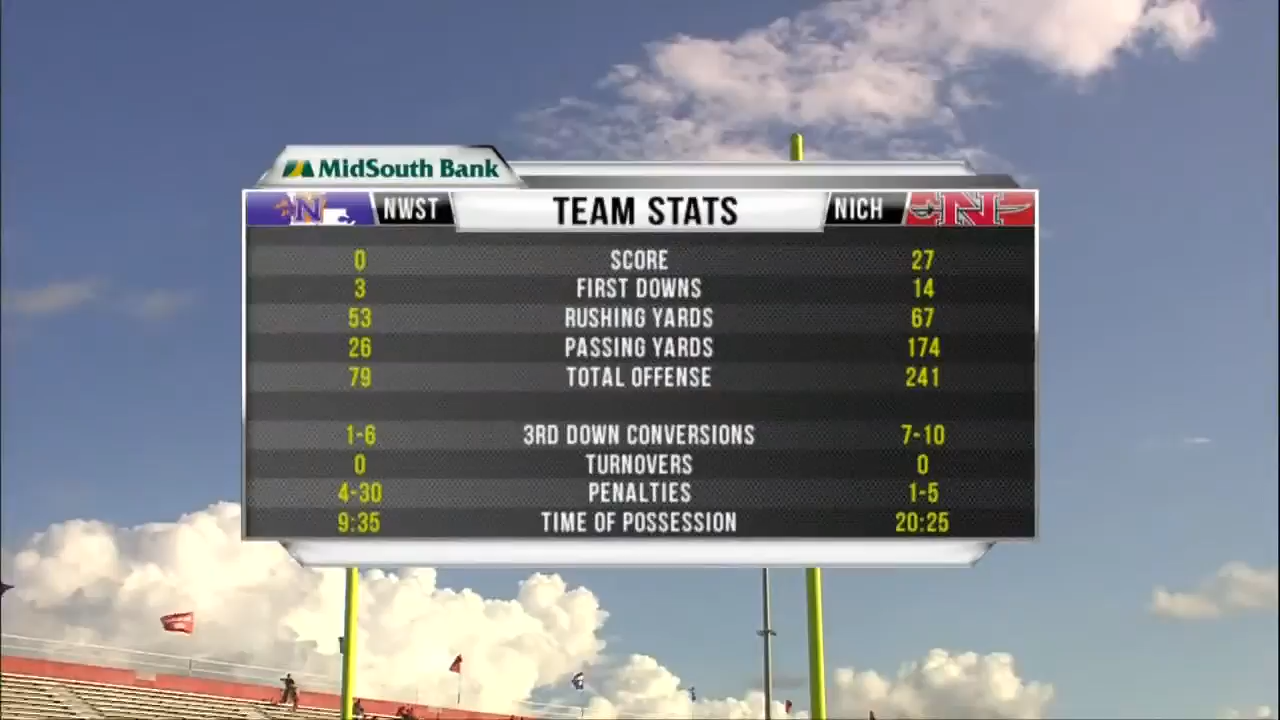 MidSouth Bank
N NWST TEAM STATS NICH N
0 SCORE 27
3 FIRST DOWNS 14
53 RUSHING YARDS 67
26 PASSING YARDS 174
79 TOTAL OFFENSE 241
1-6 3RD DOWN CONVERSIONS 7-10
0 TURNOVERS 0
4-30 PENALTIES 1-5
9:35 TIME OF POSSESSION 20:25